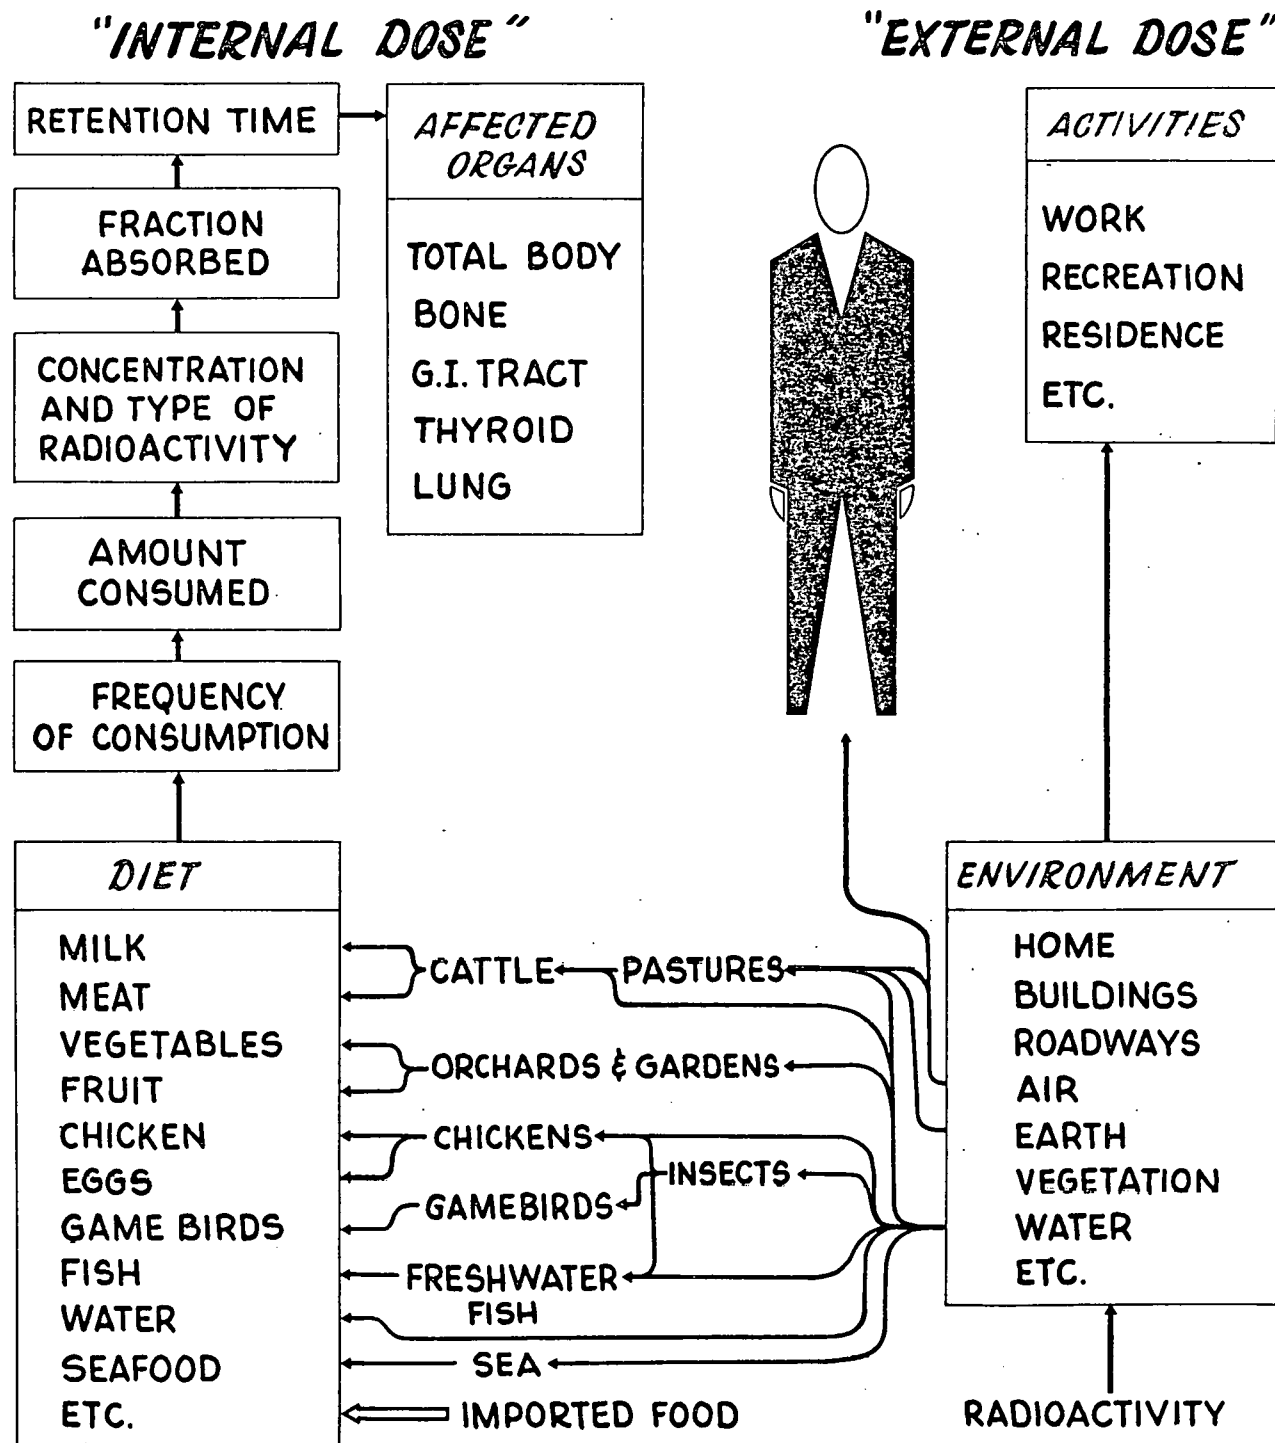 "INTERNAL DOSE"
"EXTERNAL DOSE"
RETENTION TIME
FRACTION
ABSORBED
CONCENTRATION
AND TYPE OF
RADIOACTIVITY
AMOUNT
CONSUMED
FREQUENCY
OF CONSUMPTION
AFFECTED
ORGANS
TOTAL BODY
BONE
G.I. TRACT
THYROID
LUNG
ACTIVITIES
WORK
RECREATION
RESIDENCE
ETC.
DIET
MILK
MEAT
VEGETABLES
FRUIT
CHICKEN
EGGS
GAME BIRDS
FISH
WATER
SEAFOOD
ETC.
CATTLE
PASTURES
ORCHARDS & GARDENS
CHICKENS
INSECTS
GAMEBIRDS
FRESHWATER
FISH
SEA
IMPORTED FOOD
ENVIRONMENT
HOME
BUILDINGS
ROADWAYS
AIR
EARTH
VEGETATION
WATER
ETC.
RADIOACTIVITY